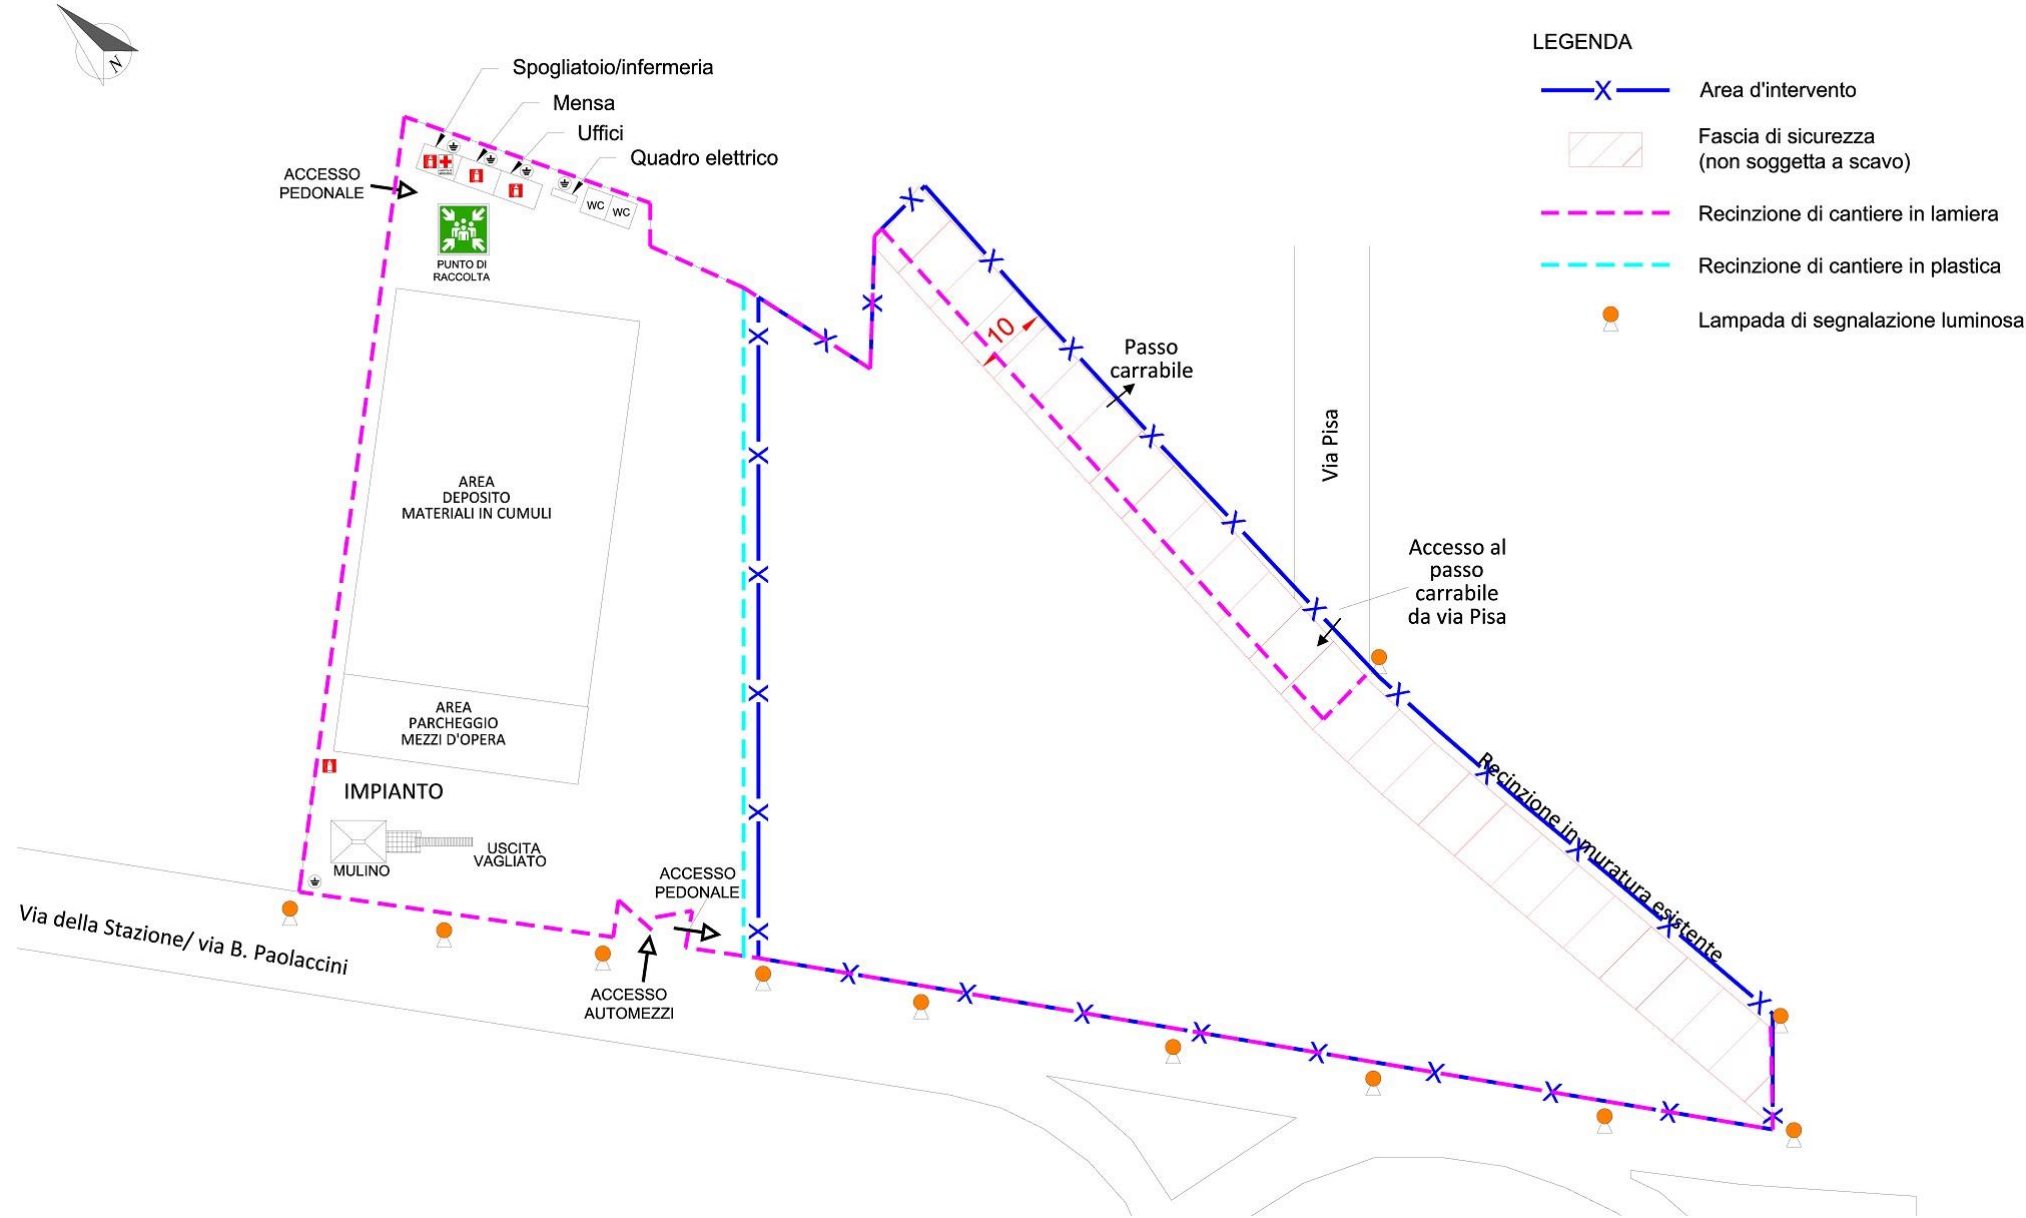 N
Spogliatoio/infermeria
Mensa
Uffici
Quadro elettrico
ACCESSO
PEDONALE
WC
WC
PUNTO DI
RACCOLTA
AREA
DEPOSITO
MATERIALI IN CUMULI
AREA
PARCHEGGIO
MEZZI D'OPERA
IMPIANTO
MULINO
USCITA
VAGLIATO
ACCESSO
PEDONALE
ACCESSO
AUTOMEZZI
Via della Stazione/ via B. Paolaccini
10
Passo
carrabile
Via Pisa
Accesso al
passo
carrabile
da via Pisa
Recinzione in muratura esistente
LEGENDA
Area d'intervento
Fascia di sicurezza
(non soggetta a scavo)
Recinzione di cantiere in lamiera
Recinzione di cantiere in plastica
Lampada di segnalazione luminosa